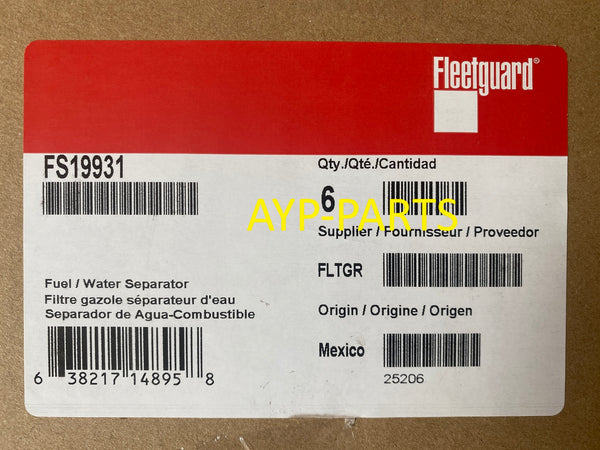 Fleetguard®
FS19931
Qty./Qté./Cantidad
6
AYP-PARTS
Supplier / Fournisseur / Proveedor
FLTGR
Fuel / Water Separator
Filtre gazole séparateur d'eau
Separador de Agua-Combustible
Origin / Origine / Origen
Mexico
25206
6 38217 14895 8